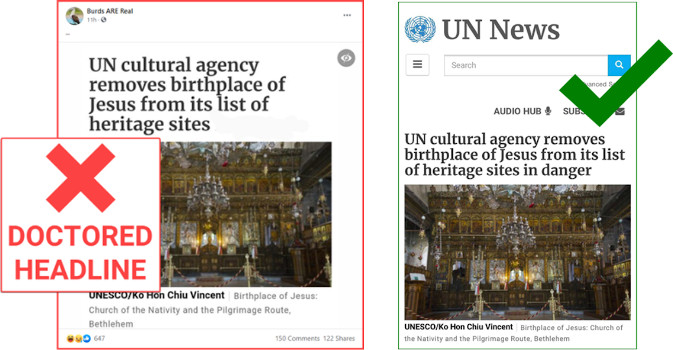 Burds ARE Real
11h
UN cultural agency
removes birthplace of
Jesus from its list of
heritage sites
DOCTORED
HEADLINE
UNESCO/Ko Hon Chiu Vincent | Birthplace of Jesus:
Church of the Nativity and the Pilgrimage Route,
Bethlehem
647
150 Comments 122 Shares
UN News
Search
AUDIO HUB
UN cultural agency removes
birthplace of Jesus from its list
of heritage sites in danger
UNESCO/Ko Hon Chiu Vincent | Birthplace of Jesus: Church of
the Nativity and the Pilgrimage Route, Bethlehem